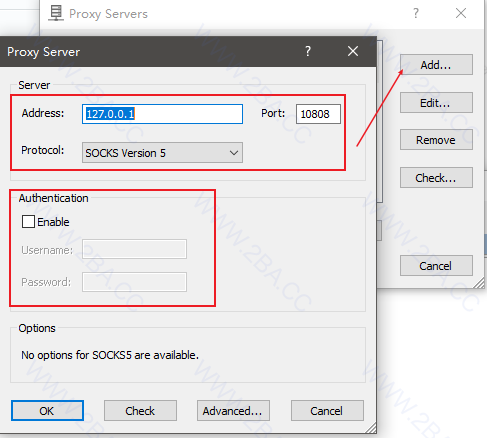 Proxy Servers
Add...
Edit...
Remove
Check...
Cancel
Proxy Server
Server
Address: 127.0.0.1 Port: 10808
Protocol: SOCKS Version 5
Authentication
Enable
Username:
Password:
Options
No options for SOCKS5 are available.
OK Check Advanced... Cancel
WWW.2BA.CC